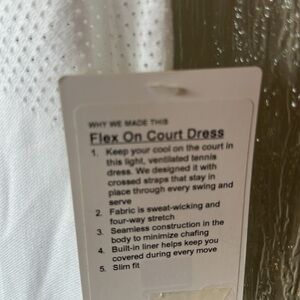 WHY WE MADE THIS
Flex On Court Dress
1. Keep your cool on the court in
this light, ventilated tennis
dress. We designed it with
crossed straps that stay in
place through every swing and
serve
2. Fabric is sweat-wicking and
four-way stretch
3. Seamless construction in the
body to minimize chafing
4. Built-in liner helps keep you
covered during every move
5. Slim fit